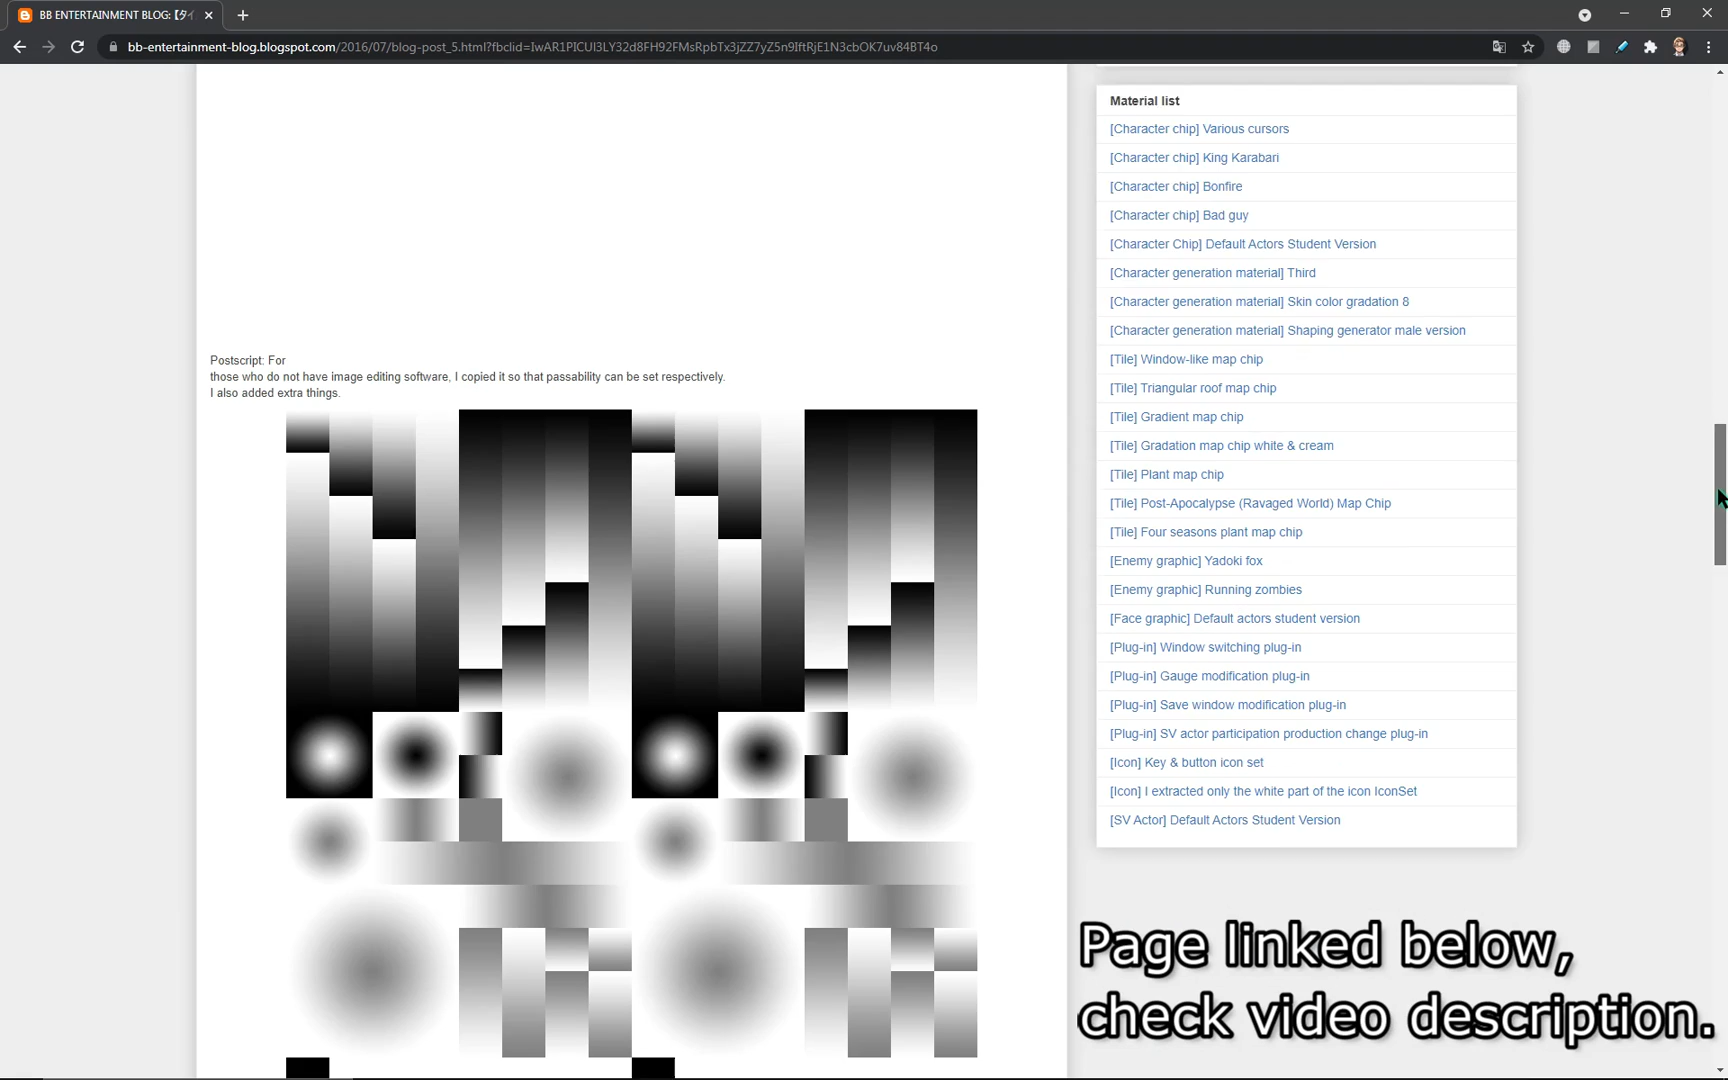 BB ENTERTAINMENT BLOG: 【タイ
bb-entertainment-blog.blogspot.com/2016/07/blog-post_5.html?fbclid=IwAR1PICUI3LY32d8FH92FMsRpbTx3jZZ7yZ5n9IftRjE1N3cbOK7uv84BT4o
Postscript: For
those who do not have image editing software, I copied it so that passability can be set respectively.
I also added extra things.
Material list
[Character chip] Various cursors
[Character chip] King Karabari
[Character chip] Bonfire
[Character chip] Bad guy
[Character Chip] Default Actors Student Version
[Character generation material] Third
[Character generation material] Skin color gradation 8
[Character generation material] Shaping generator male version
[Tile] Window-like map chip
[Tile] Triangular roof map chip
[Tile] Gradient map chip
[Tile] Gradation map chip white & cream
[Tile] Plant map chip
[Tile] Post-Apocalypse (Ravaged World) Map Chip
[Tile] Four seasons plant map chip
[Enemy graphic] Yadoki fox
[Enemy graphic] Running zombies
[Face graphic] Default actors student version
[Plug-in] Window switching plug-in
[Plug-in] Gauge modification plug-in
[Plug-in] Save window modification plug-in
[Plug-in] SV actor participation production change plug-in
[Icon] Key & button icon set
[Icon] I extracted only the white part of the icon IconSet
[SV Actor] Default Actors Student Version
Page linked below,
check video description.